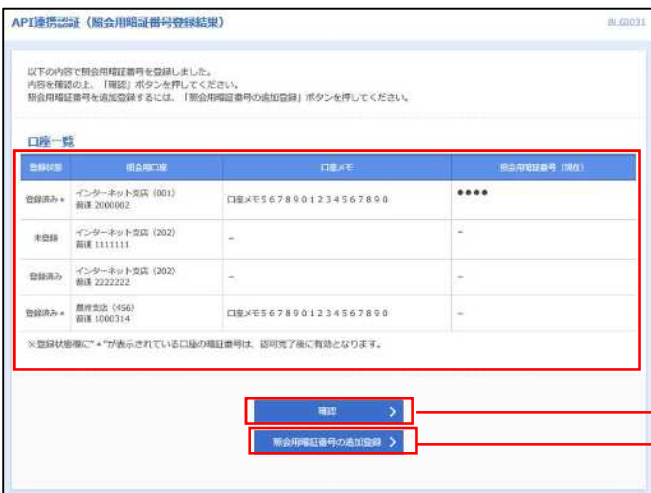 API連携認証(照会用暗証番号登録結果)
BLGI031
以下の内容で照会用暗証番号を登録しました。
内容を確認の上、「確認」ボタンを押してください。
照会用暗証番号を追加登録するには、「照会用暗証番号の追加登録」ボタンを押してください。
口座一覧
登録状態 照会用口座 口座メモ 照会用暗証番号(現在)
登録済み* インターネット支店(001) 口座メモ5678901234567890 ●●●●
普通 2000002
未登録 インターネット支店(202) - -
普通 1111111
登録済み インターネット支店(202) - -
普通 2222222
登録済み* 支店(456) 口座メモ5678901234567890 -
普通 1000314
※登録状態欄に"*"が表示されている口座の暗証番号は、認可完了後に有効となります。
確認
照会用暗証番号の追加登録